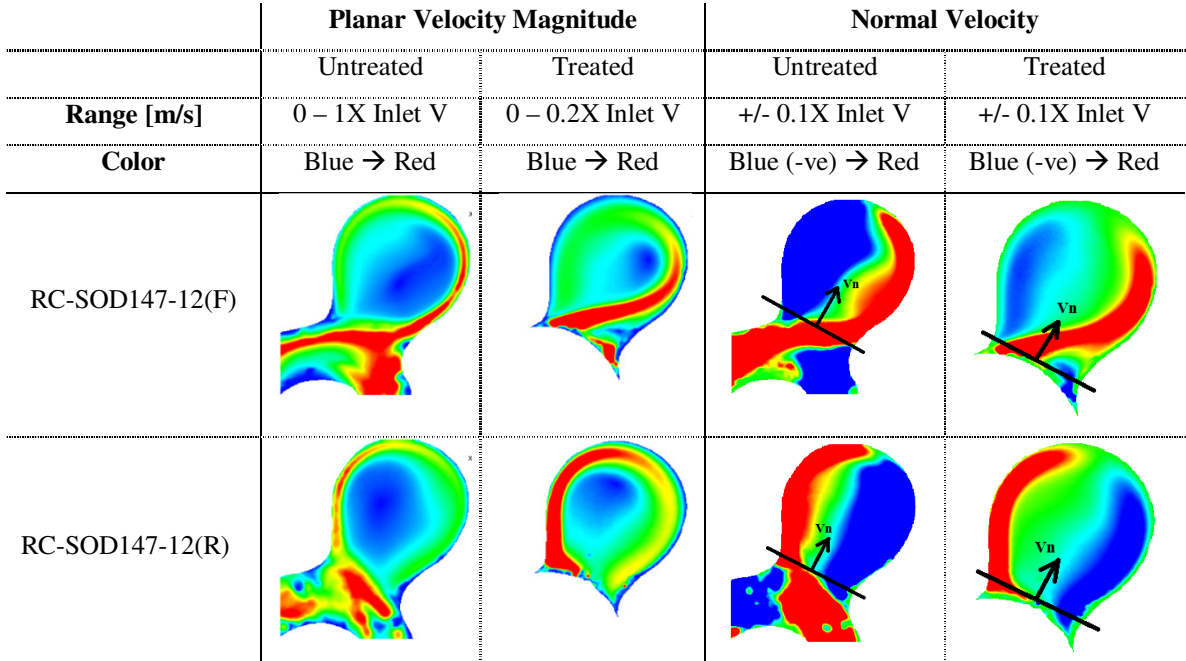 Planar Velocity Magnitude Normal Velocity
Untreated Treated Untreated Treated
Range [m/s] 0 – 1X Inlet V 0 – 0.2X Inlet V +/- 0.1X Inlet V +/- 0.1X Inlet V
Color Blue → Red Blue → Red Blue (-ve) → Red Blue (-ve) → Red
x
RC-SOD147-12(F) Vn Vn
x
RC-SOD147-12(R) Vn Vn